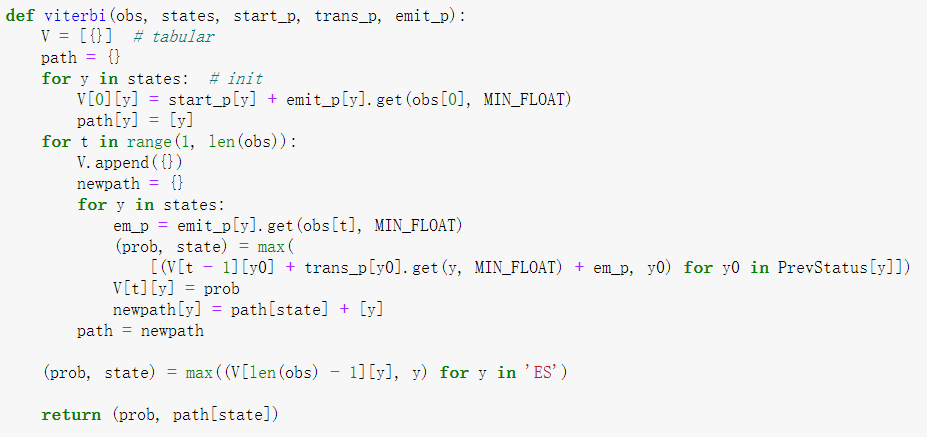 def viterbi(obs, states, start_p, trans_p, emit_p):
    V = [{}]  # tabular
    path = {}
    for y in states:  # init
        V[0][y] = start_p[y] + emit_p[y].get(obs[0], MIN_FLOAT)
        path[y] = [y]
    for t in range(1, len(obs)):
        V.append({})
        newpath = {}
        for y in states:
            em_p = emit_p[y].get(obs[t], MIN_FLOAT)
            (prob, state) = max(
                [(V[t - 1][y0] + trans_p[y0].get(y, MIN_FLOAT) + em_p, y0) for y0 in PrevStatus[y]])
            V[t][y] = prob
            newpath[y] = path[state] + [y]
        path = newpath

    (prob, state) = max((V[len(obs) - 1][y], y) for y in 'ES')

    return (prob, path[state])